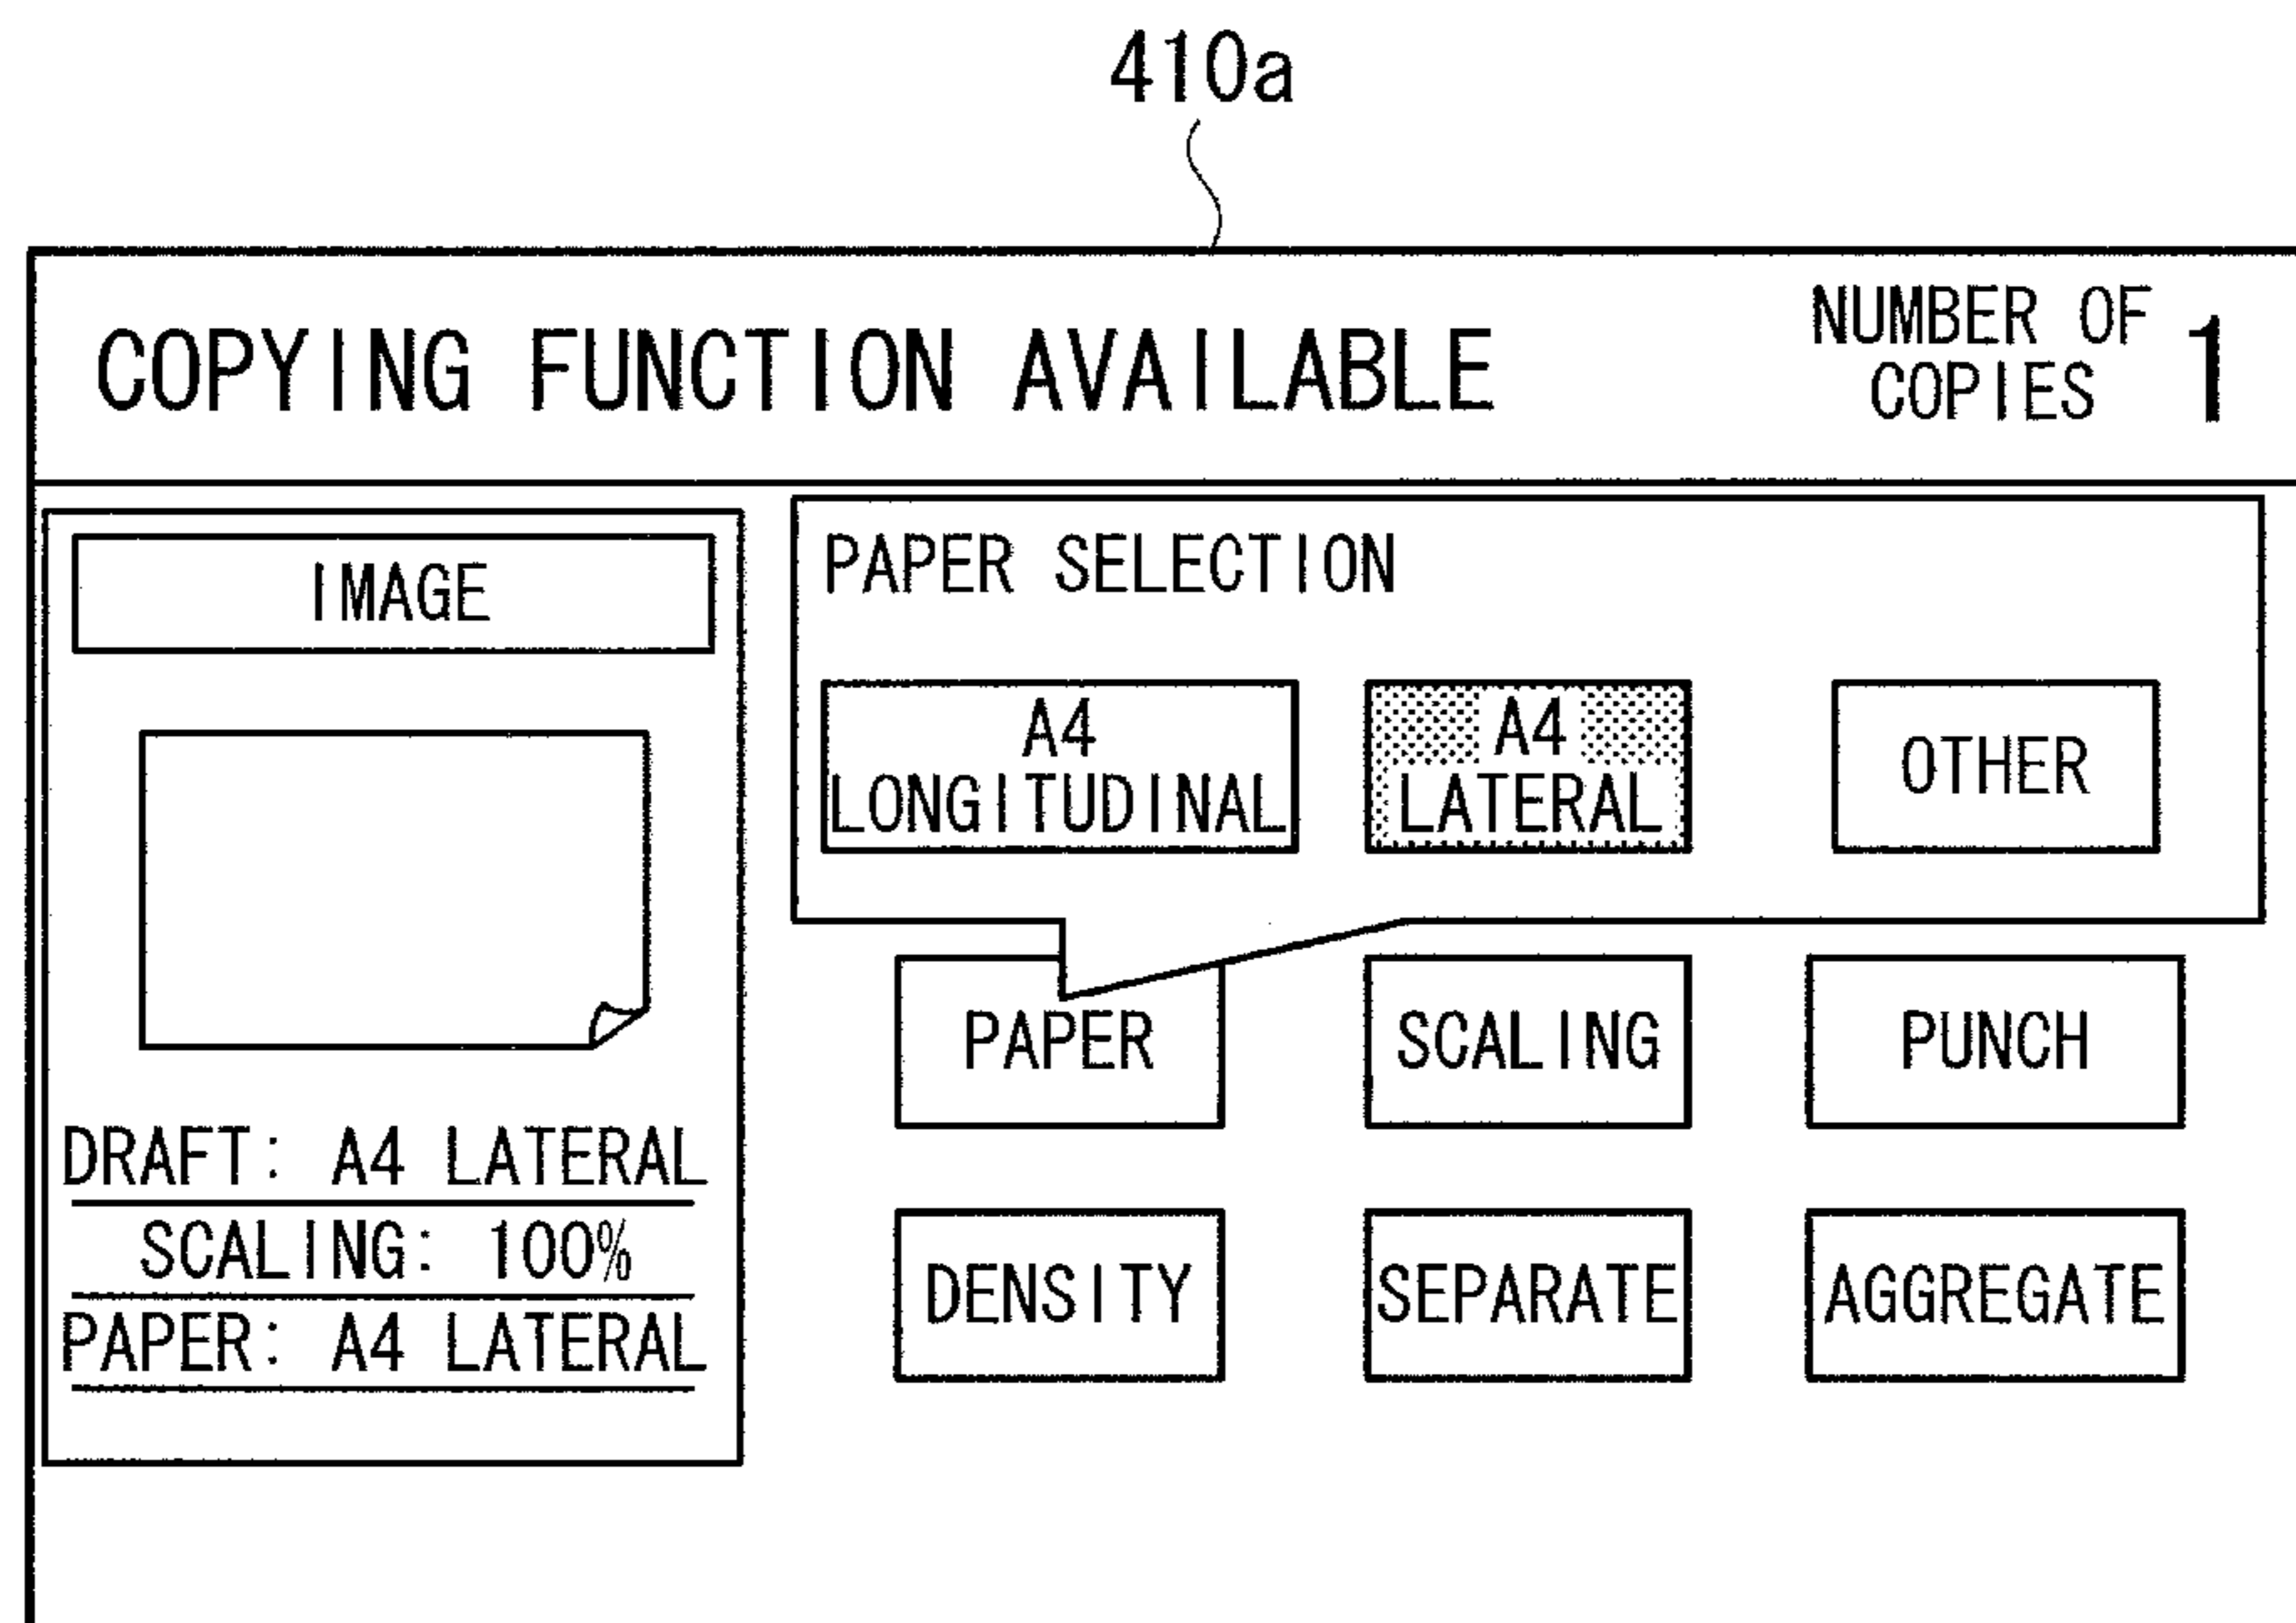 410a
COPYING FUNCTION AVAILABLE
NUMBER OF
COPIES 1
IMAGE
DRAFT: A4 LATERAL
SCALING: 100%
PAPER: A4 LATERAL
PAPER SELECTION
A4
LONGITUDINAL
A4
LATERAL
OTHER
PAPER
SCALING
PUNCH
DENSITY
SEPARATE
AGGREGATE